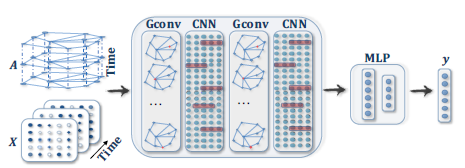 Gconv CNN Gconv CNN
A
Time
...
...
MLP
y
X
Time